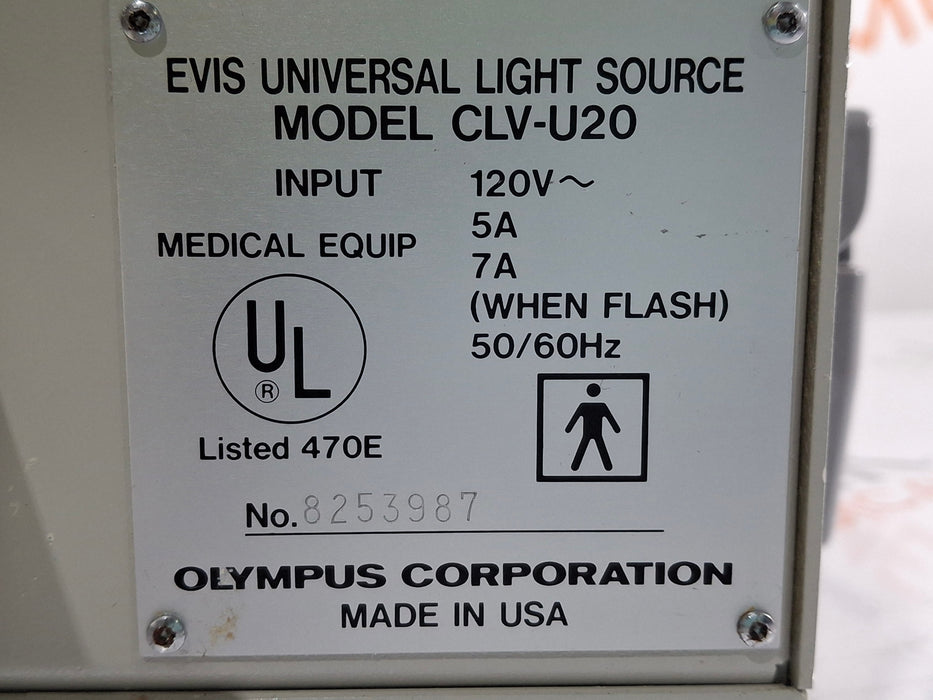 EVIS UNIVERSAL LIGHT SOURCE
MODEL CLV-U20
INPUT 120V～
5A
MEDICAL EQUIP
7A
(WHEN FLASH)
50/60Hz
UL
®
Listed 470E
No. 8253987
OLYMPUS CORPORATION
MADE IN USA